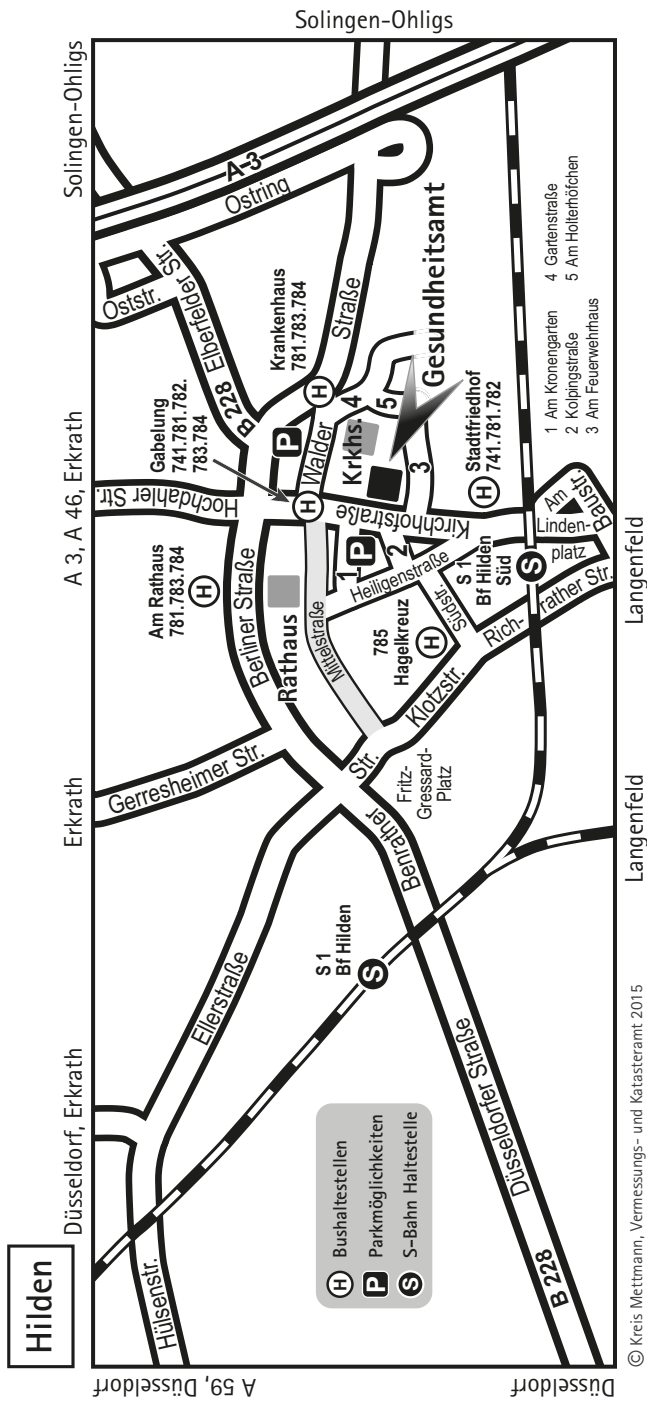 Hilden
Düsseldorf, Erkrath
Erkrath
A 3, A 46, Erkrath
Solingen-Ohligs
Solingen-Ohligs
A 59, Düsseldorf
Düsseldorf
Langenfeld
Langenfeld
Hülsenstr.
Ellerstraße
Gerresheimer Str.
Berliner Straße
Hochdahler Str.
Oststr.
B 228
Elberfelder Str.
A-3
Ostring
Am Rathaus
781.783.784
H
Gabelung
741.781.782.
783.784
H
Krankenhaus
781.783.784
H
P
Rathaus
Mittelstraße
Walder
Straße
Krkhs.
Gesundheitsamt
1
P
2
3
4
5
Kirchhofstraße
Heiligenstraße
Südstr.
785
Hagelkreuz
H
Stadtfriedhof
741.781.782
H
S 1
Bf Hilden
Süd
S
Am
Linden-
platz
Baustr.
Rich-
rather Str.
Klotzstr.
Benrather
Str.
Fritz-
Gressard-
Platz
S 1
Bf Hilden
S
Düsseldorfer Straße
B 228
H Bushaltestellen
P Parkmöglichkeiten
S S-Bahn Haltestelle
1 Am Kronengarten
2 Kolpingstraße
3 Am Feuerwehrhaus
4 Gartenstraße
5 Am Holterhöfchen
© Kreis Mettmann, Vermessungs- und Katasteramt 2015